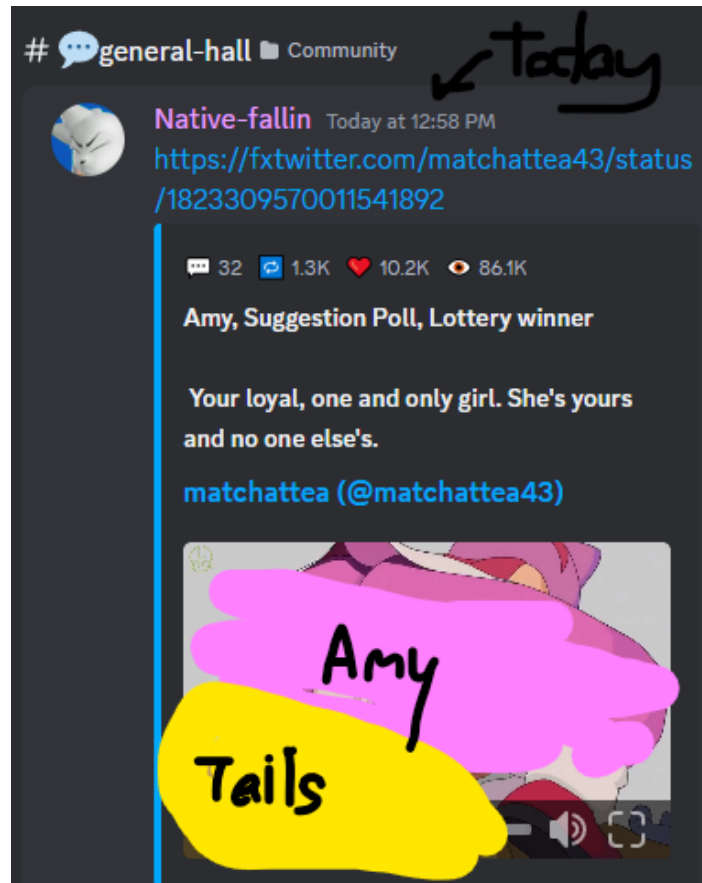 # general-hall Community
Today
Native-fallin Today at 12:58 PM
https://fxtwitter.com/matchattea43/status
/1823309570011541892
32 1.3K 10.2K 86.1K
Amy, Suggestion Poll, Lottery winner
Your loyal, one and only girl. She's yours
and no one else's.
matchattea (@matchattea43)
Amy
Tails